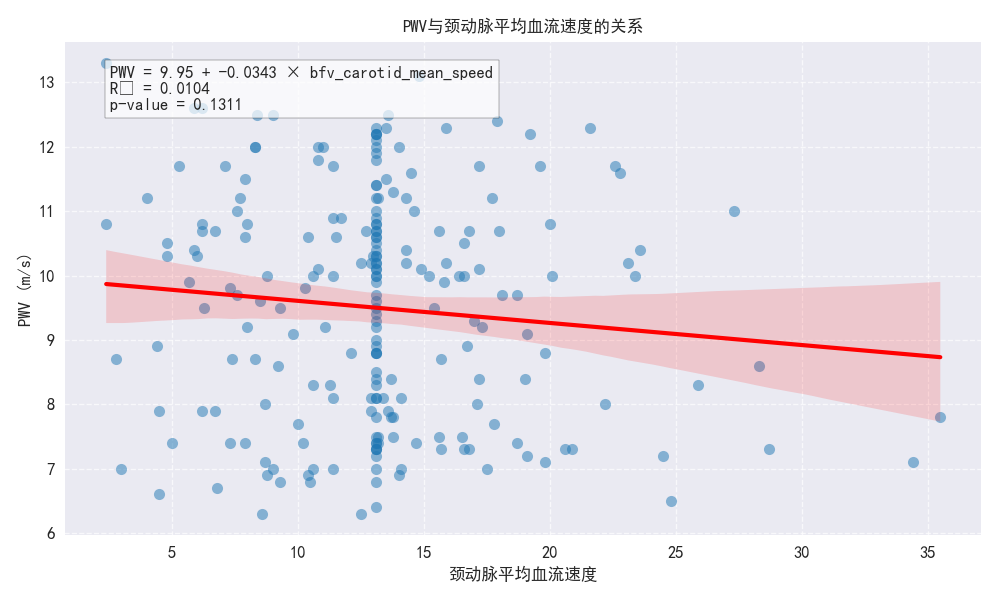 PWV与颈动脉平均血流速度的关系
PWV = 9.95 + -0.0343 × bfv_carotid_mean_speed
R□ = 0.0104
p-value = 0.1311
PWV (m/s)
13
12
11
10
9
8
7
6
5
10
15
20
25
30
35
颈动脉平均血流速度